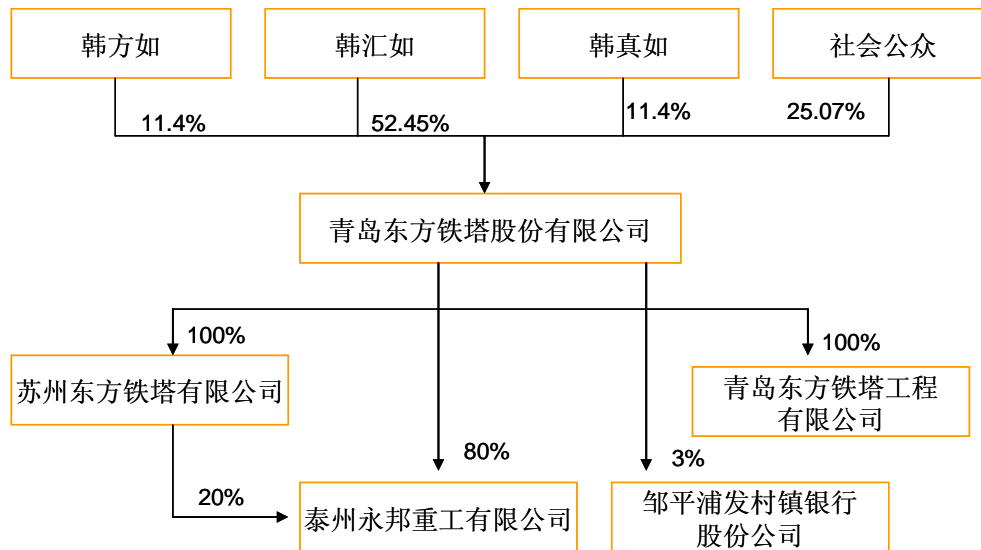 韩方如
韩汇如
韩真如
社会公众
11.4%
52.45%
11.4%
25.07%
青岛东方铁塔股份有限公司
100%
100%
苏州东方铁塔有限公司
青岛东方铁塔工程
有限公司
80%
3%
20%
泰州永邦重工有限公司
邹平浦发村镇银行
股份公司